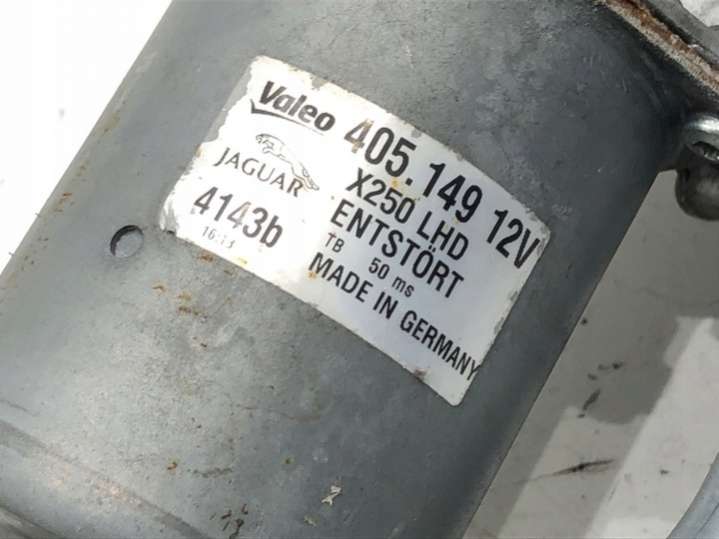 Valeo 405.149 12V
JAGUAR X250 LHD
4143b ENTSTÖRT
16:13 TB 50 ms
MADE IN GERMANY